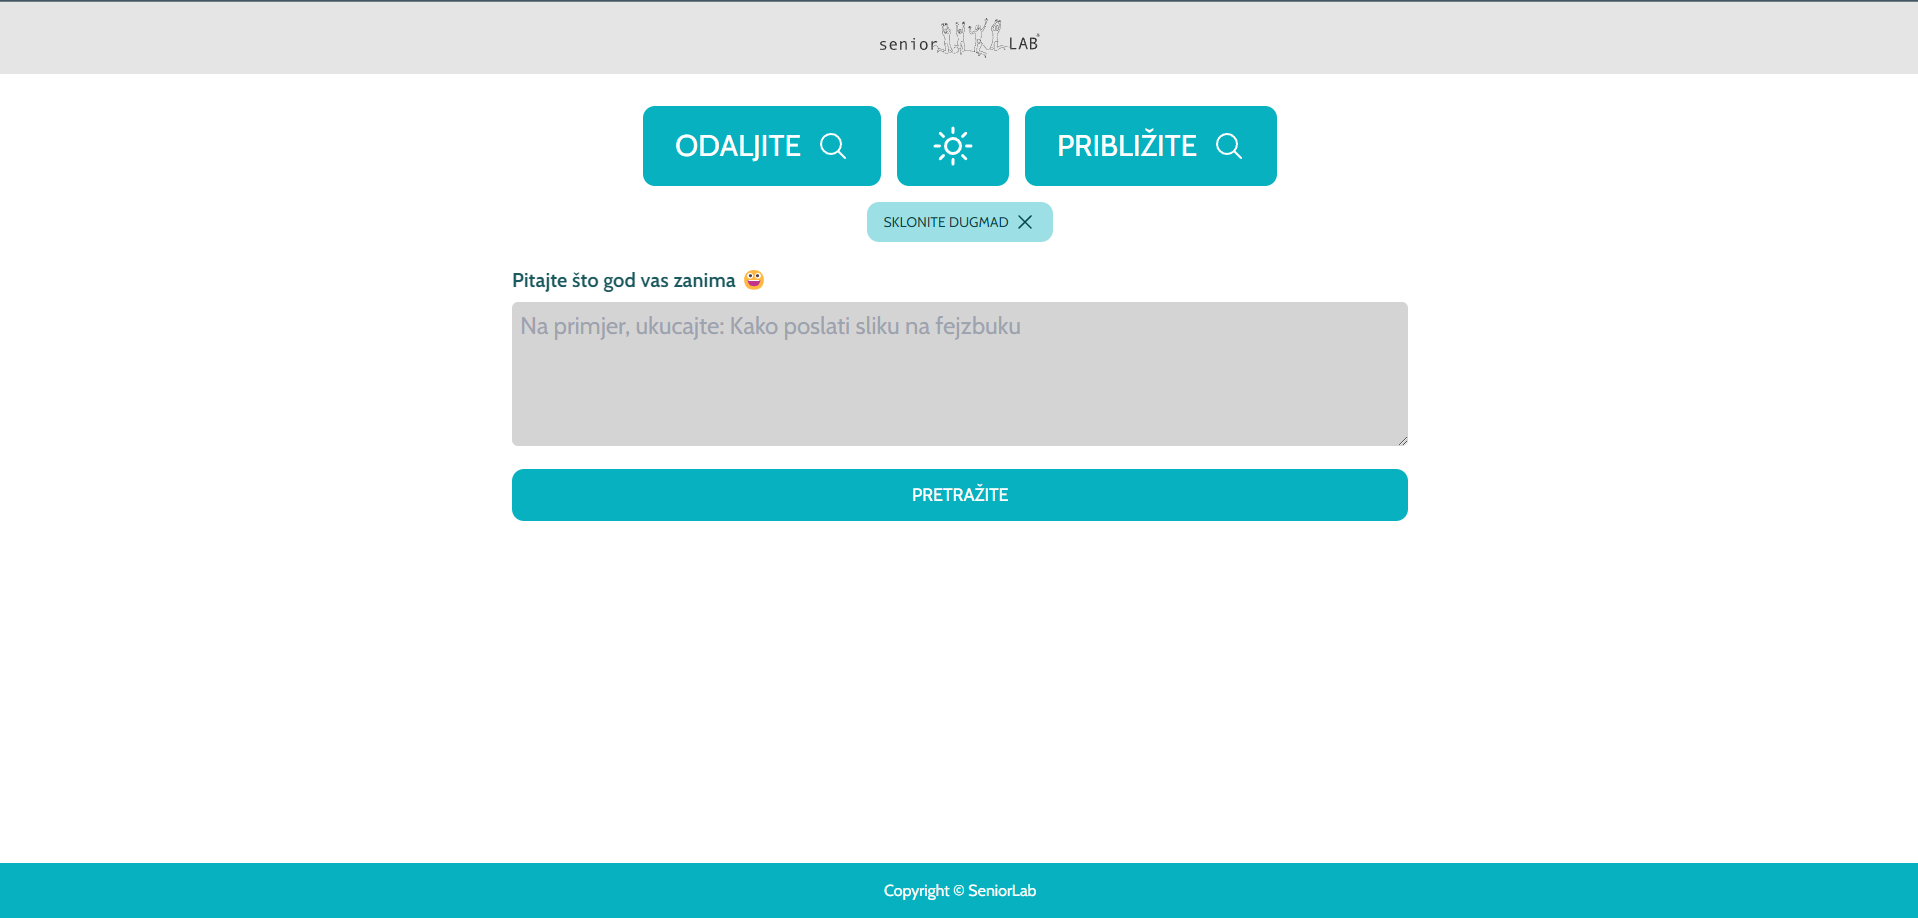 senior LAB®
ODALJITE
PRIBLIŽITE
SKLONITE DUGMAD
Pitajte što god vas zanima
Na primjer, ukucajte: Kako poslati sliku na fejzbuku
PRETRAŽITE
Copyright © SeniorLab